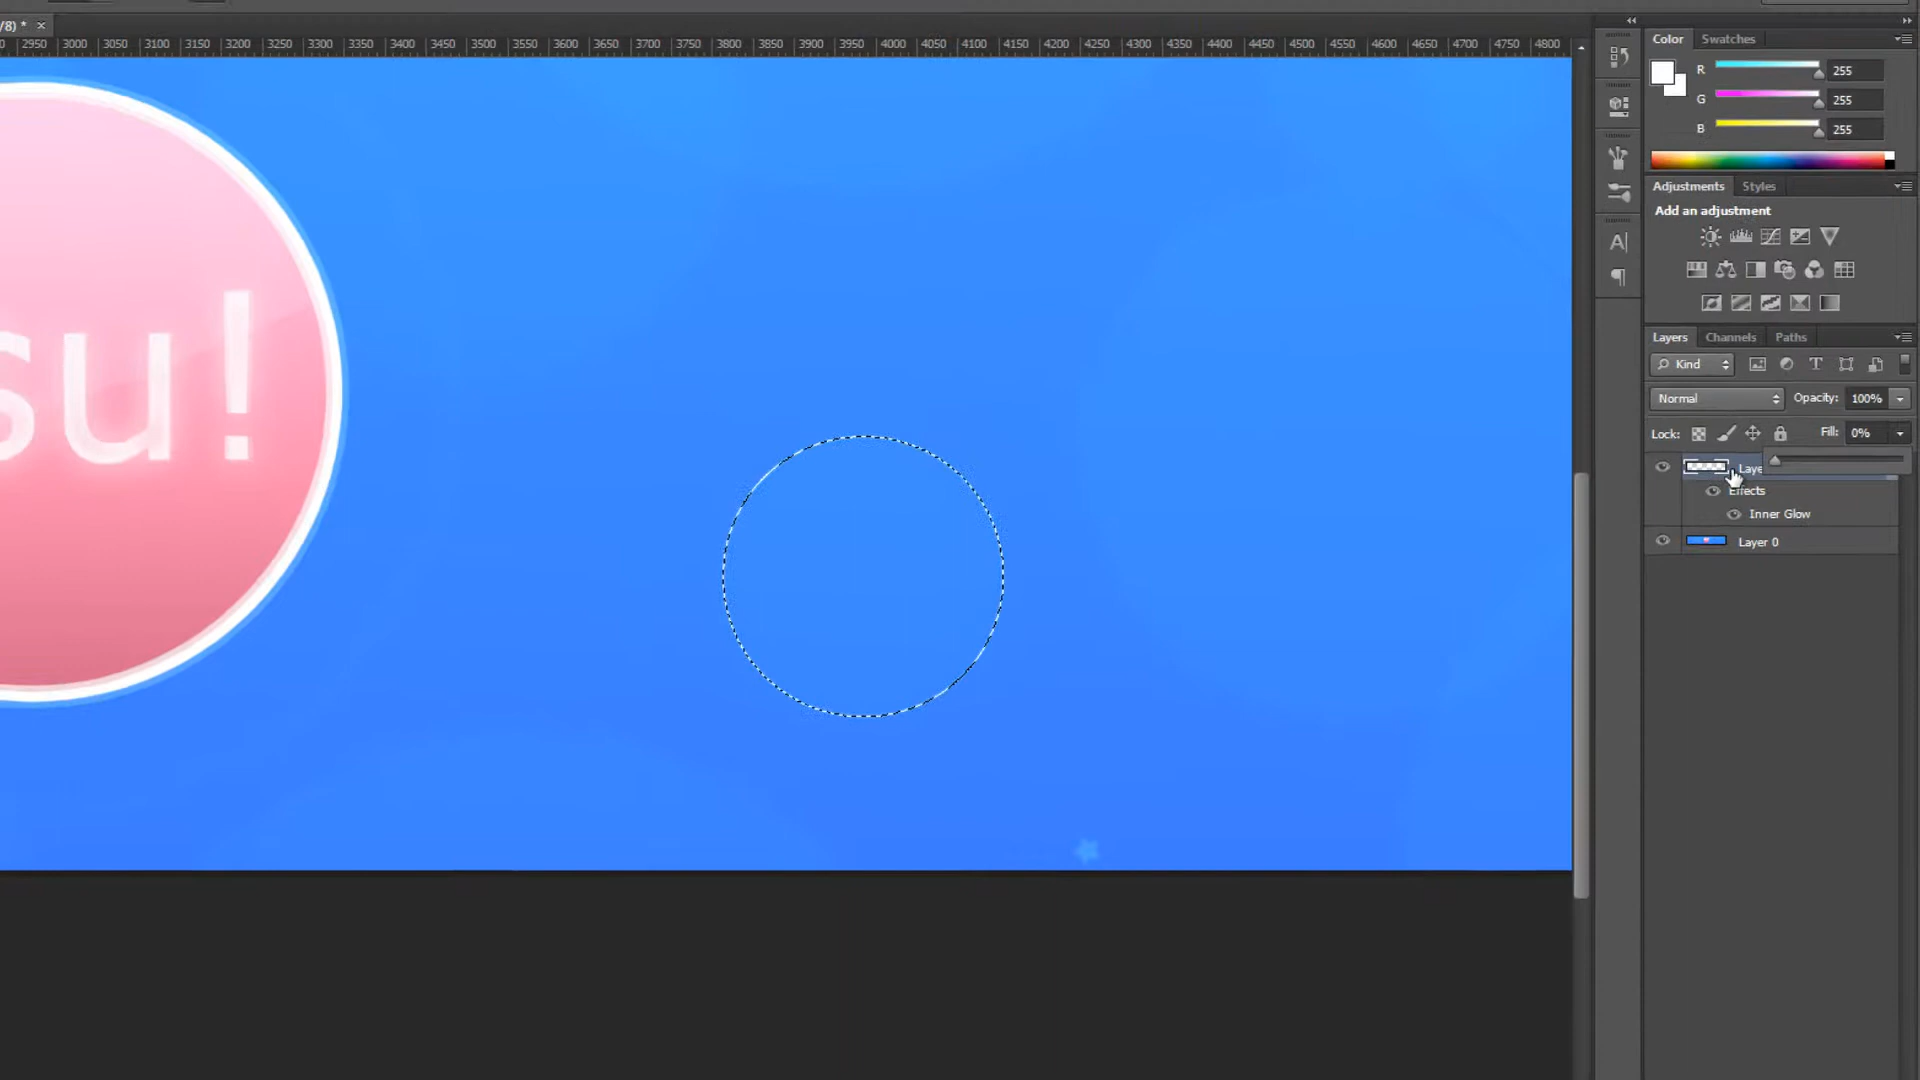 /8) * ×
2950 3000 3050 3100 3150 3200 3250 3300 3350 3400 3450 3500 3550 3600 3650 3700 3750 3800 3850 3900 3950 4000 4050 4100 4150 4200 4250 4300 4350 4400 4450 4500 4550 4600 4650 4700 4750 4800
su!
Color Swatches
R 255
G 255
B 255
Adjustments Styles
Add an adjustment
Layers Channels Paths
Kind
Normal Opacity: 100%
Lock: Fill: 0%
Laye
Effects
Inner Glow
Layer 0